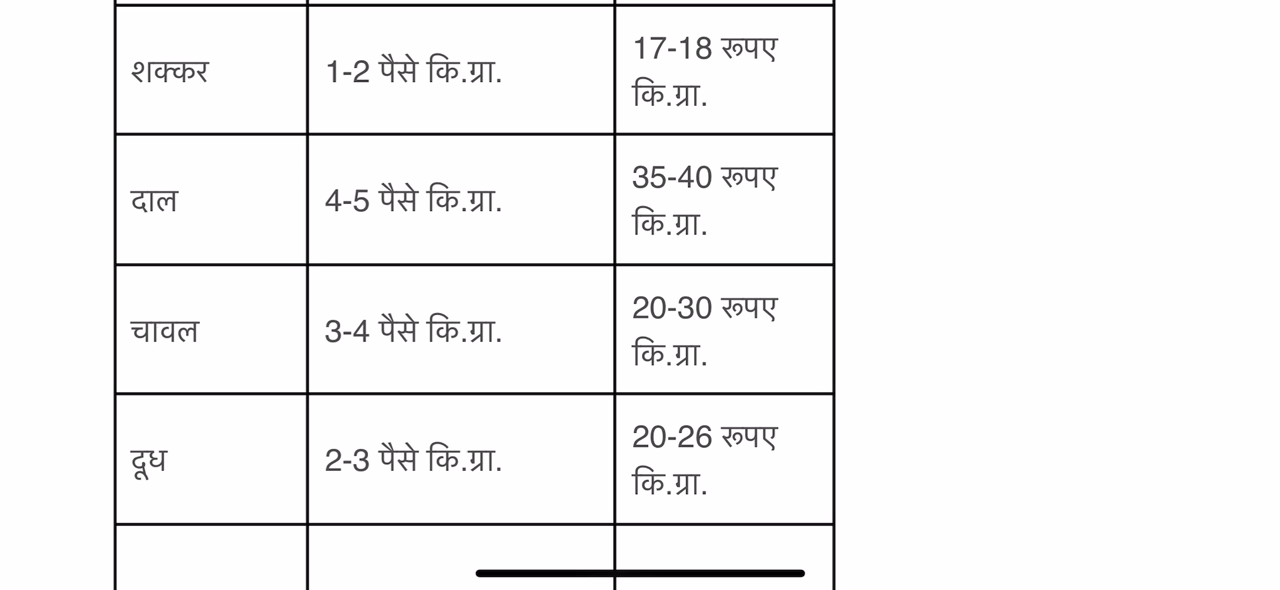 शक्कर
1-2 पैसे कि.ग्रा.
17-18 रूपए
कि.ग्रा.
दाल
4-5 पैसे कि.ग्रा.
35-40 रूपए
कि.ग्रा.
चावल
3-4 पैसे कि.ग्रा.
20-30 रूपए
कि.ग्रा.
दूध
2-3 पैसे कि.ग्रा.
20-26 रूपए
कि.ग्रा.